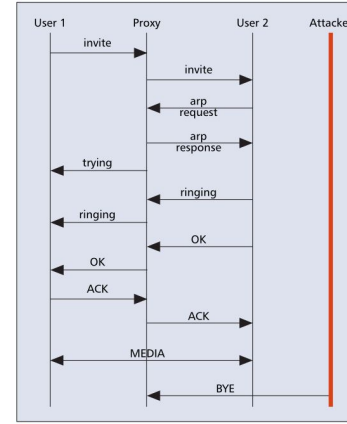 User 1 Proxy User 2 Attacke
invite
invite
arp
request
arp
response
trying
ringing
ringing
OK
OK
ACK
ACK
MEDIA
BYE